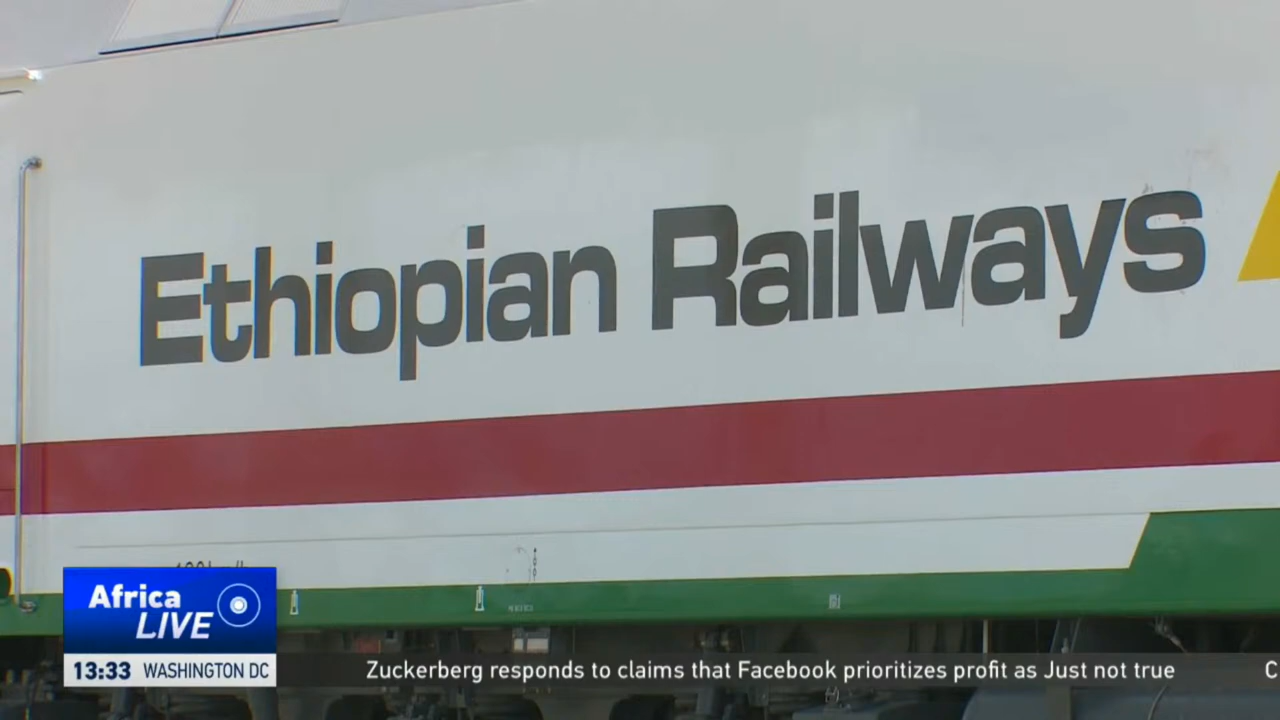 Ethiopian Railways
Africa
LIVE
13:33 WASHINGTON DC
Zuckerberg responds to claims that Facebook prioritizes profit as Just not true